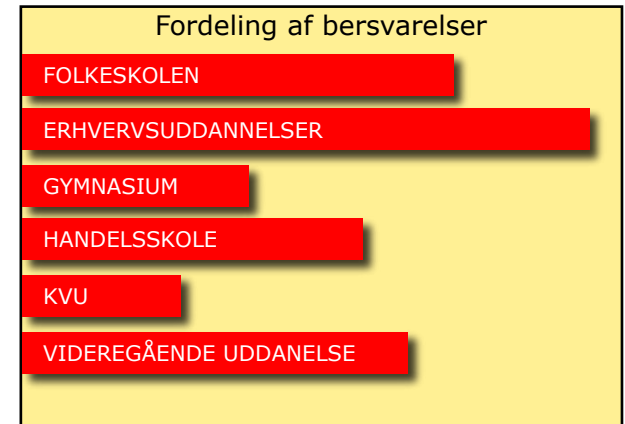 Fordeling af bersvarelser
FOLKESKOLEN
ERHVERVSUDDANNELSER
GYMNASIUM
HANDELSSKOLE
KVU
VIDEREGÅENDE UDDANELSE